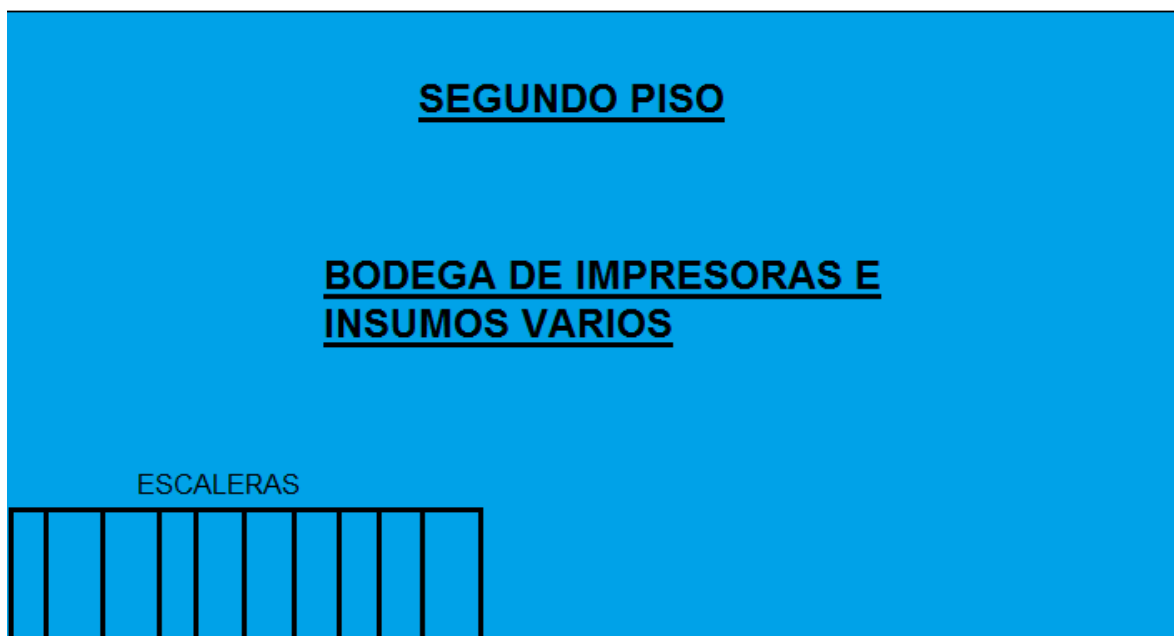 SEGUNDO PISO
BODEGA DE IMPRESORAS E
INSUMOS VARIOS
ESCALERAS